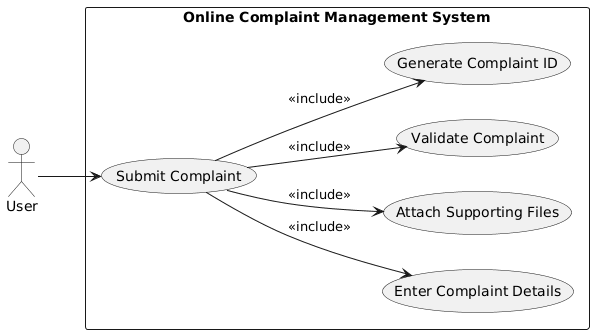 Online Complaint Management System
Generate Complaint ID
«include»
Validate Complaint
«include»
Submit Complaint
«include»
Attach Supporting Files
User
«include»
Enter Complaint Details